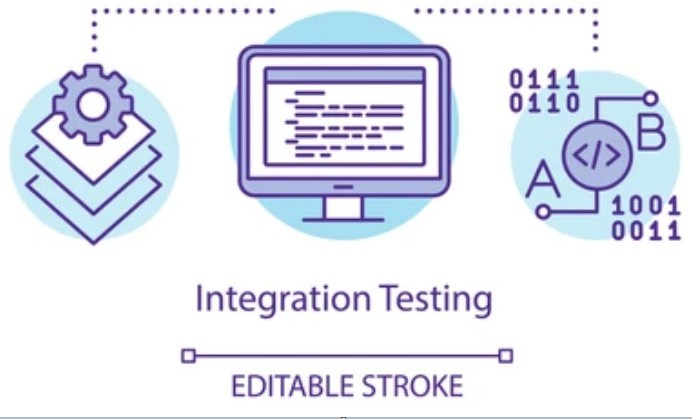 0111
0110
B
</>
A
1001
0011
Integration Testing
EDITABLE STROKE